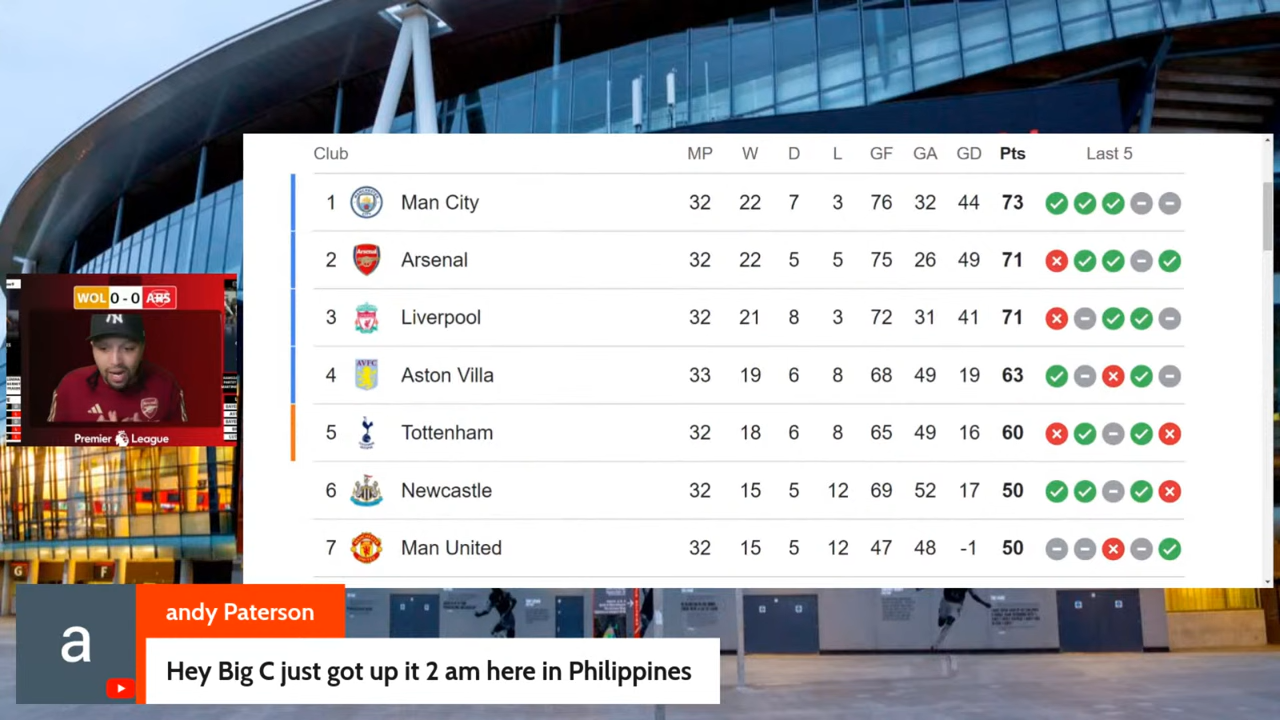 Club MP W D L GF GA GD Pts Last 5
1 Man City 32 22 7 3 76 32 44 73
2 Arsenal 32 22 5 5 75 26 49 71
3 Liverpool 32 21 8 3 72 31 41 71
4 AVFC Aston Villa 33 19 6 8 68 49 19 63
5 Tottenham 32 18 6 8 65 49 16 60
6 Newcastle 32 15 5 12 69 52 17 50
7 Man United 32 15 5 12 47 48 -1 50
WOL 0 - 0 ARS
Premier League
G F
a
andy Paterson
Hey Big C just got up it 2 am here in Philippines